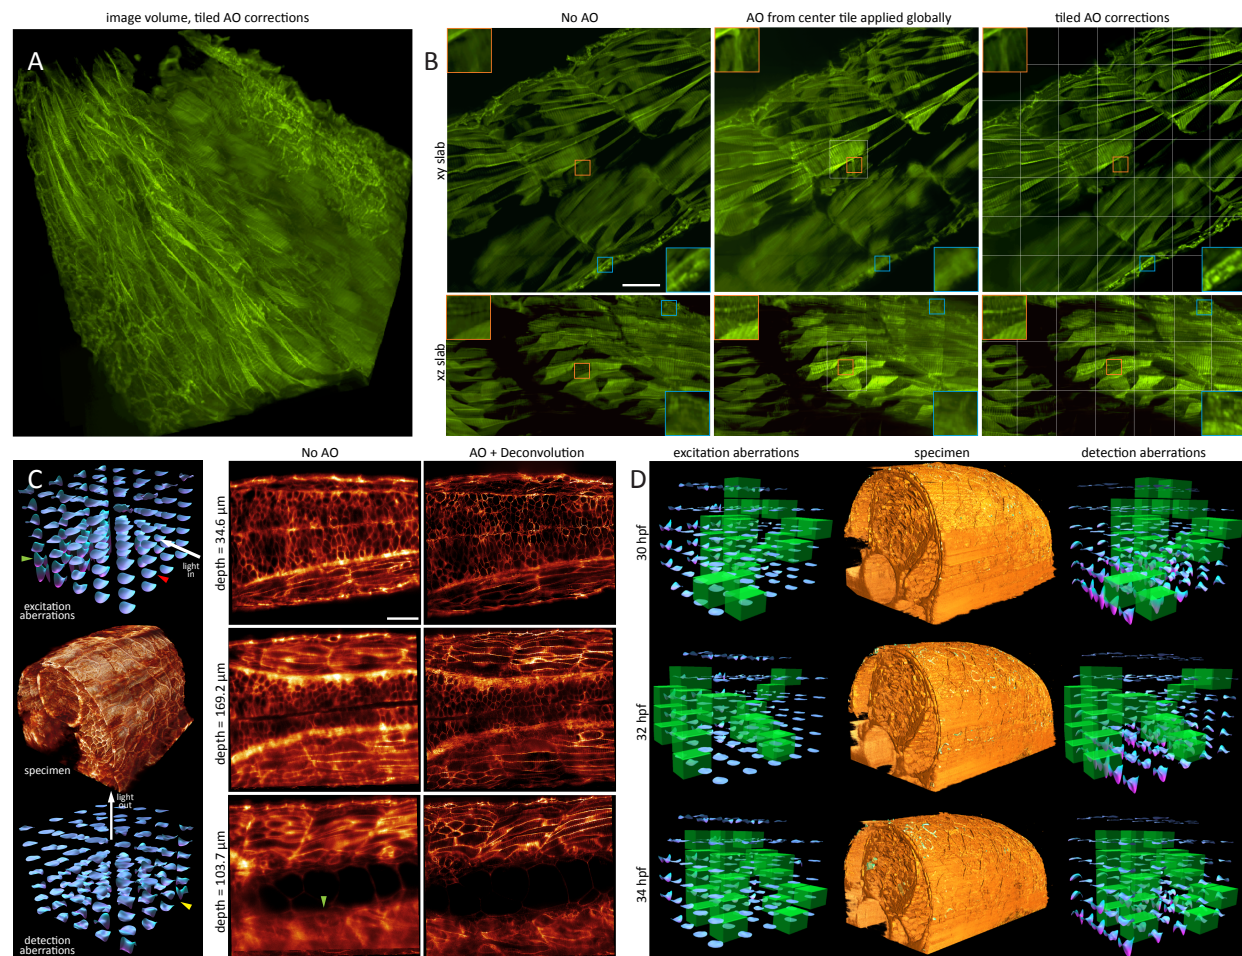 image volume, tiled AO corrections
No AO
AO from center tile applied globally
tiled AO corrections
A
B
xy slab
xz slab
C
No AO
AO + Deconvolution
D
excitation aberrations
specimen
detection aberrations
light
in
excitation
aberrations
depth = 34.6 μm
30 hpf
specimen
depth = 169.2 μm
32 hpf
light
out
detection
aberrations
depth = 103.7 μm
34 hpf